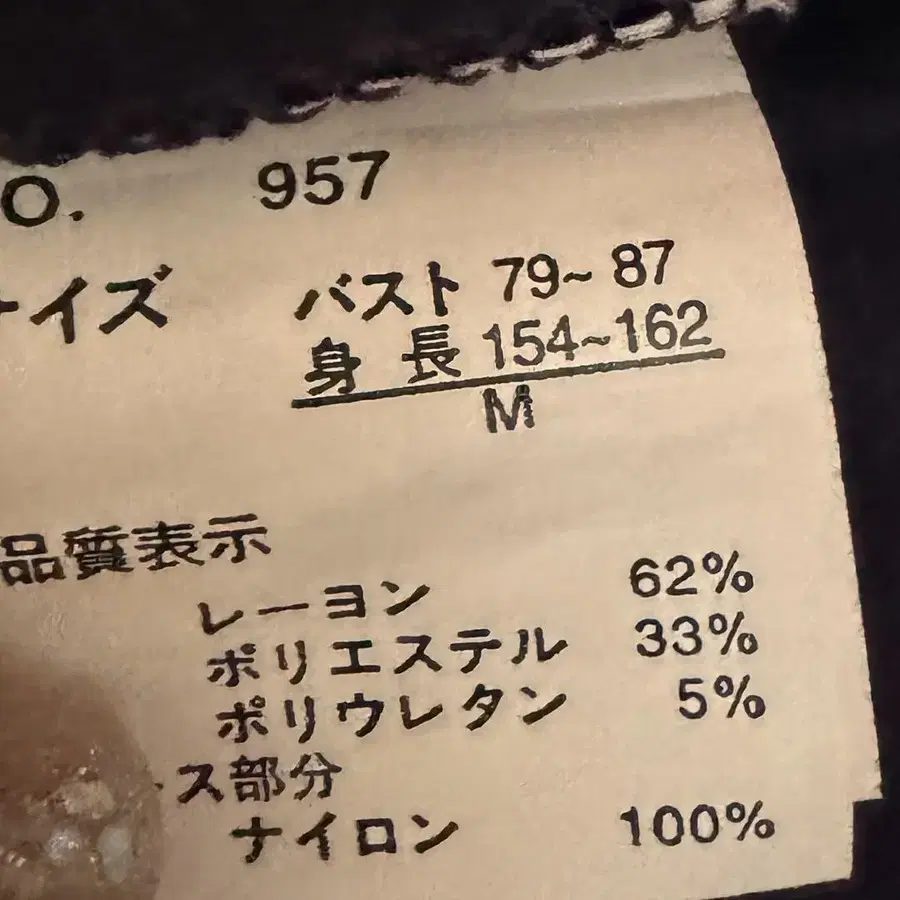 O. 957
イズ バスト 79~87
身長 154~162
M
品質表示
レーヨン 62%
ポリエステル 33%
ポリウレタン 5%
ス部分
ナイロン 100%